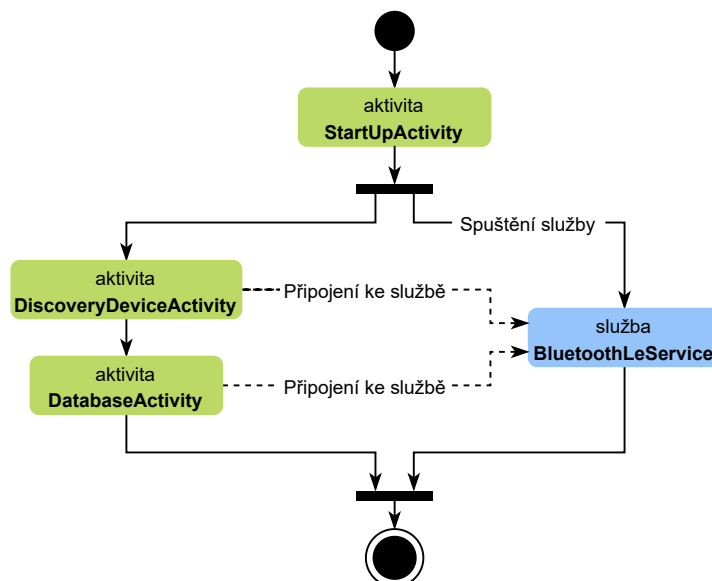 aktivita
StartUpActivity
Spuštění služby
aktivita
DiscoveryDeviceActivity
Připojení ke službě
služba
BluetoothLeService
aktivita
DatabaseActivity
Připojení ke službě